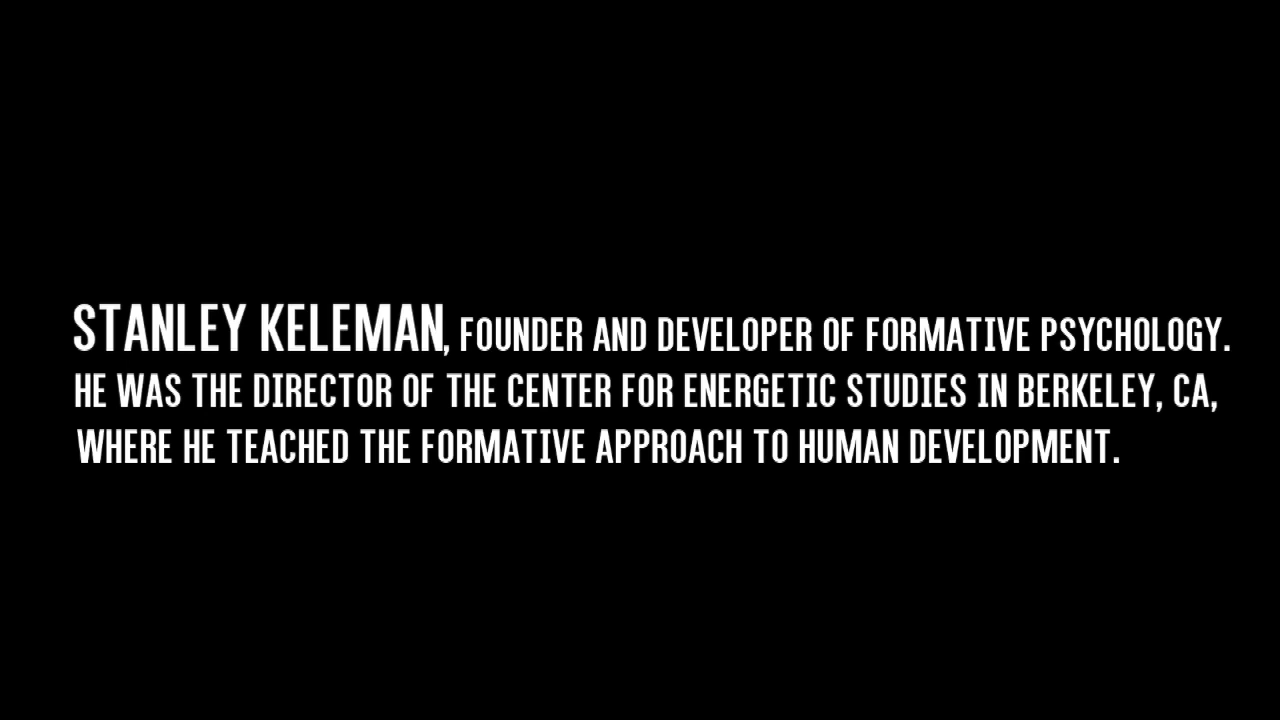 STANLEY KELEMAN, FOUNDER AND DEVELOPER OF FORMATIVE PSYCHOLOGY.
HE WAS THE DIRECTOR OF THE CENTER FOR ENERGETIC STUDIES IN BERKELEY, CA,
WHERE HE TEACHED THE FORMATIVE APPROACH TO HUMAN DEVELOPMENT.